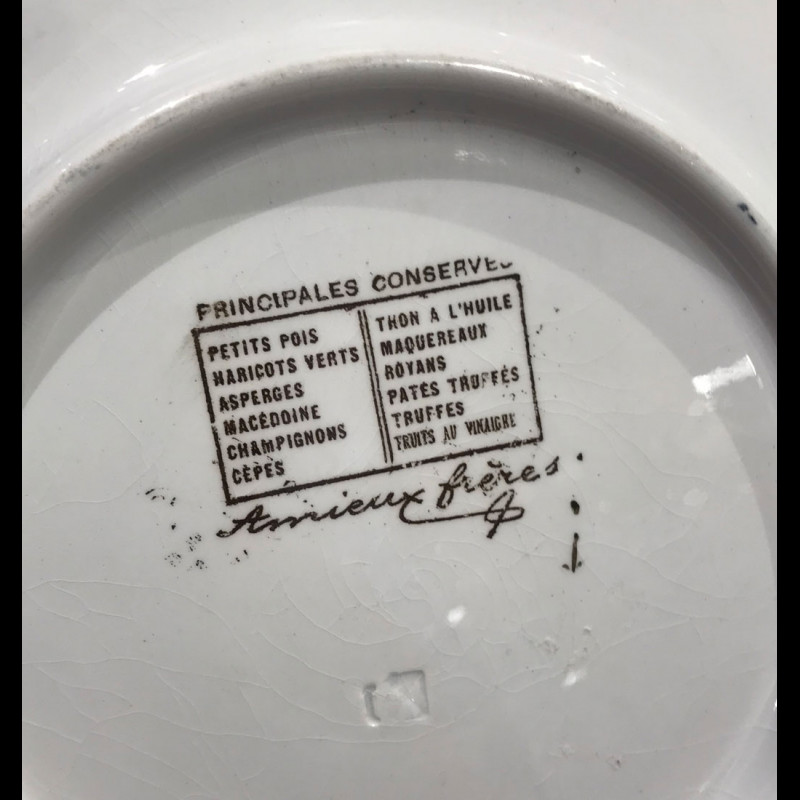 PRINCIPALES CONSERVES
PETITS POIS
HARICOTS VERTS
ASPERGES
MACÉDOINE
CHAMPIGNONS
CÈPES
THON A L'HUILE
MAQUEREAUX
ROYANS
PATÉS TRUFFÉS
TRUFFES
FRUITS AU VINAIGRE
Amieux frères